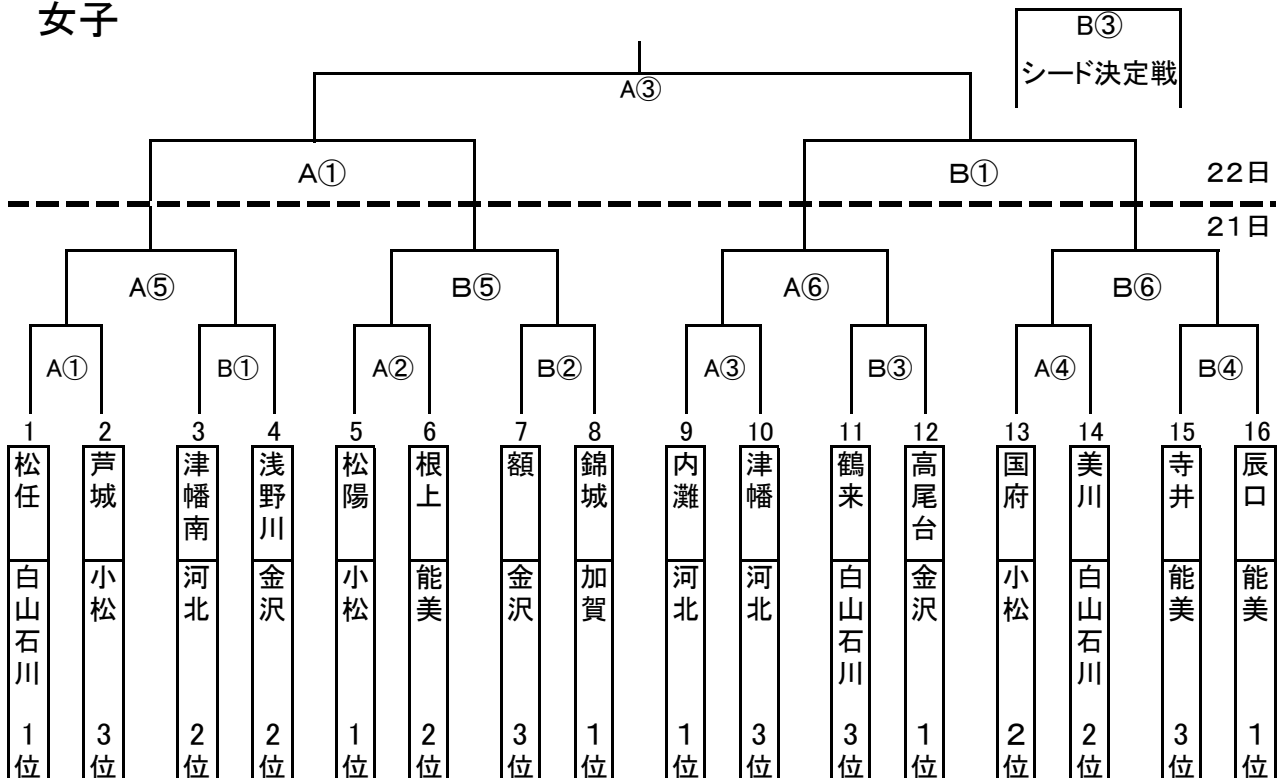 女子
B③
シード決定戦
A③
A①
B①
22日
21日
A⑤
B⑤
A⑥
B⑥
A①
B①
A②
B②
A③
B③
A④
B④
1
2
3
4
5
6
7
8
9
10
11
12
13
14
15
16
松任
芦城
津幡南
浅野川
松陽
根上
額
錦城
内灘
津幡
鶴来
高尾台
国府
美川
寺井
辰口
白山石川
小松
河北
金沢
小松
能美
金沢
加賀
河北
河北
白山石川
金沢
小松
白山石川
能美
能美
1位
3位
2位
2位
1位
2位
3位
1位
1位
3位
3位
1位
2位
2位
3位
1位